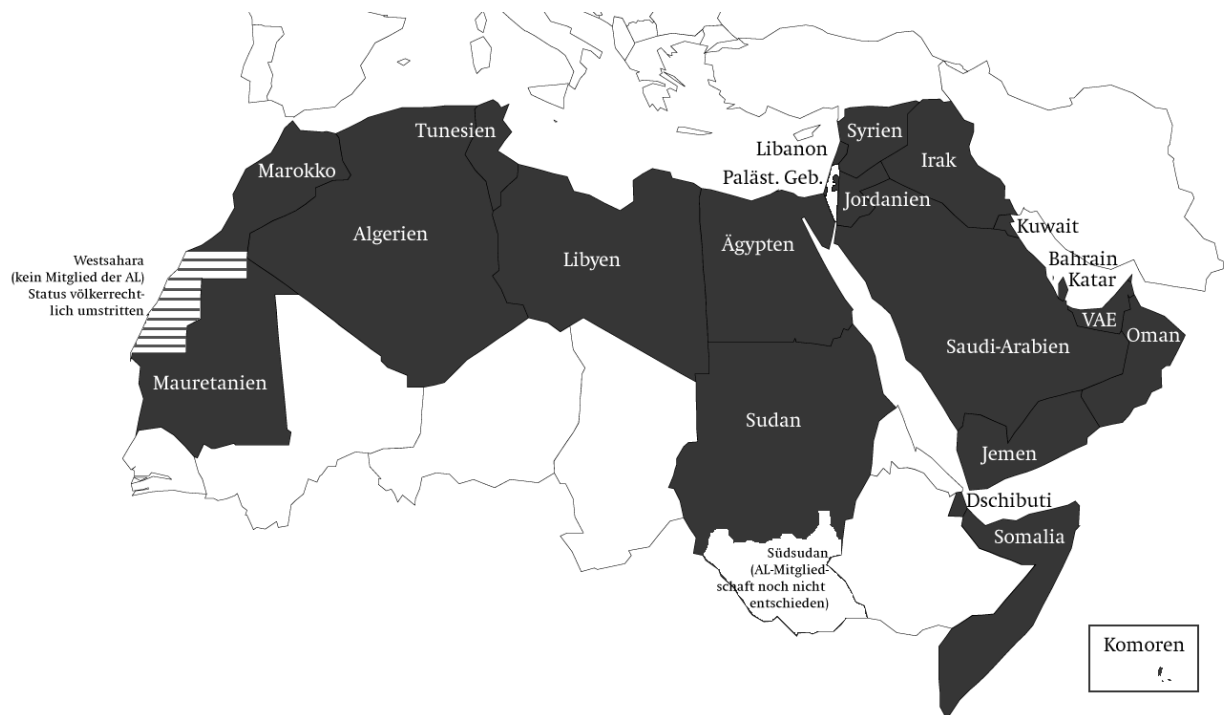 Tunesien
Marokko
Algerien
Libyen
Ägypten
Libanon
Paläst. Geb.
Syrien
Irak
Jordanien
Kuwait
Bahrain
Katar
VAE
Oman
Saudi-Arabien
Westsahara
(kein Mitglied der AL)
Status völkerrecht-
lich umstritten
Mauretanien
Sudan
Jemen
Dschibuti
Somalia
Südsudan
(AL-Mitglied-
schaft noch nicht
entschieden)
Komoren